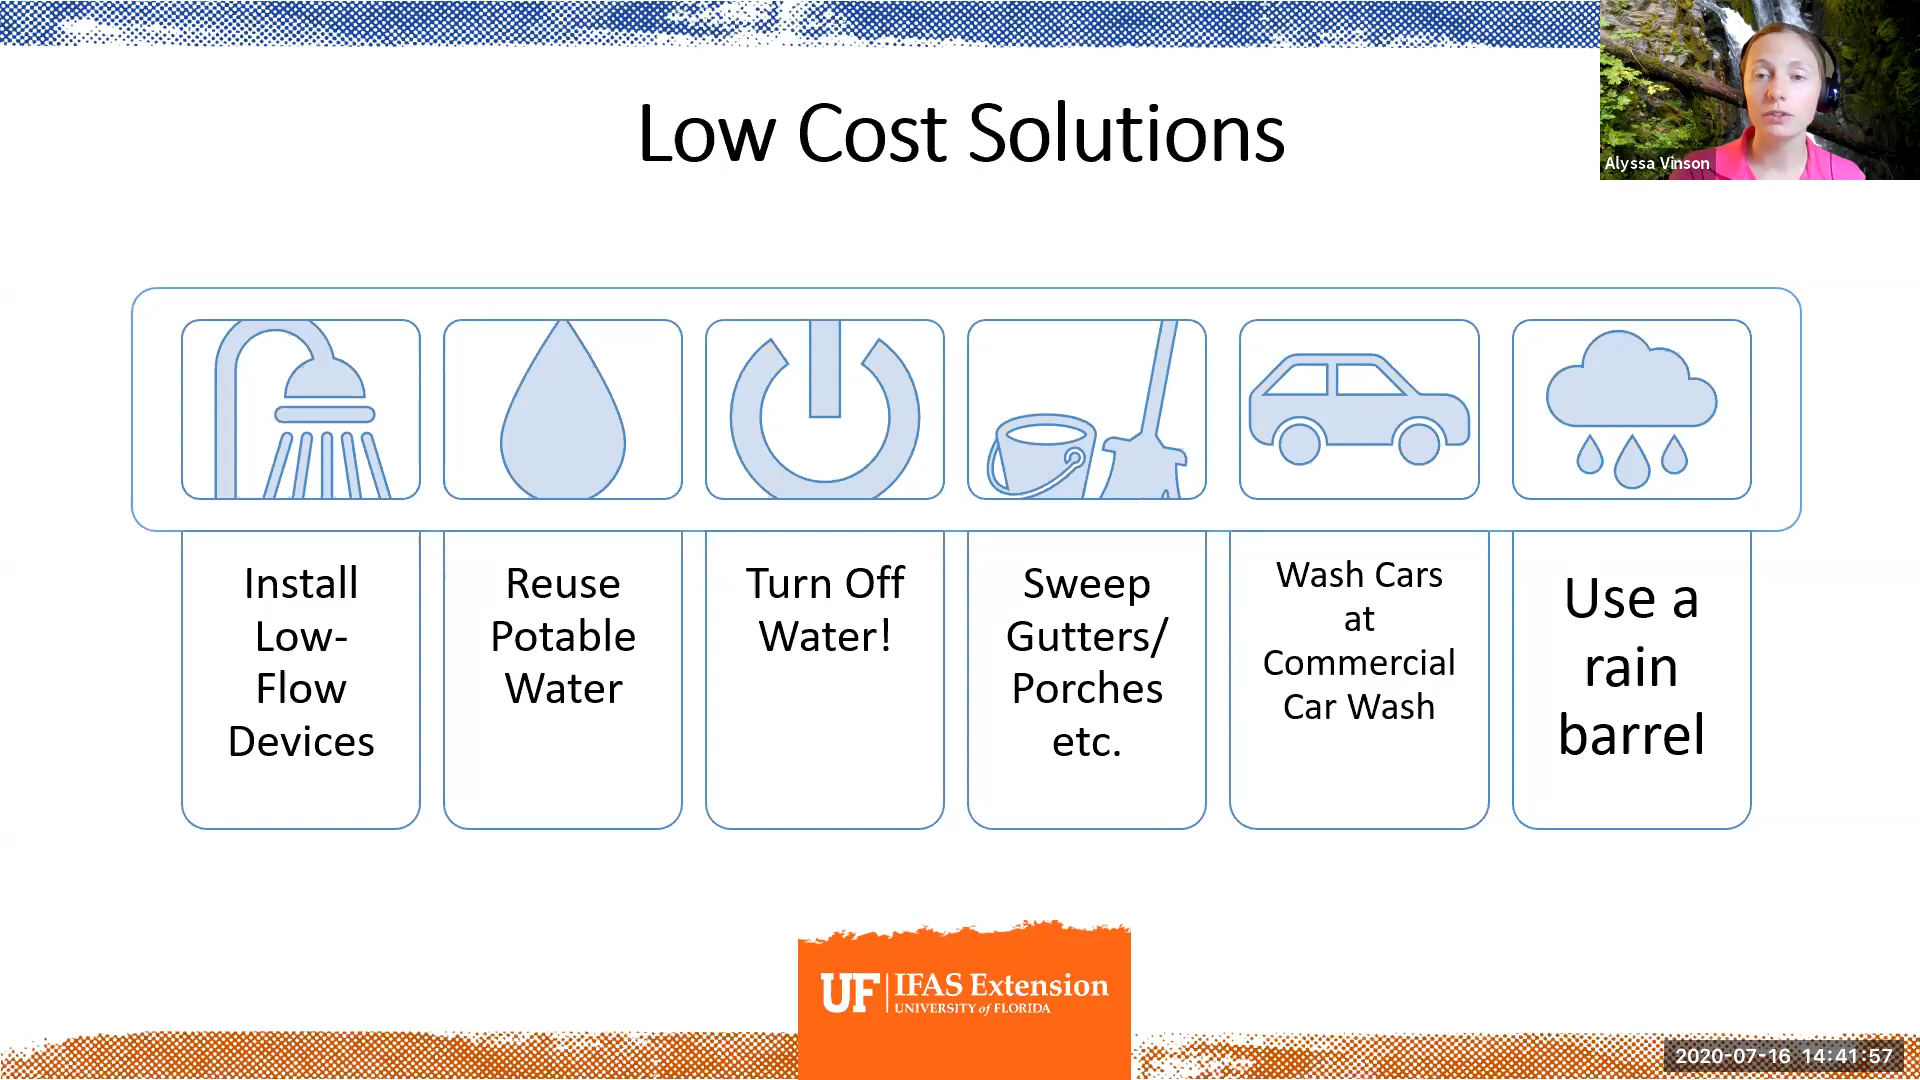 Low Cost Solutions
Alyssa Vinson
Install
Low-
Flow
Devices
Reuse
Potable
Water
Turn Off
Water!
Sweep
Gutters/
Porches
etc.
Wash Cars
at
Commercial
Car Wash
Use a
rain
barrel
UF IFAS Extension
UNIVERSITY of FLORIDA
2020-07-16 14:41:57